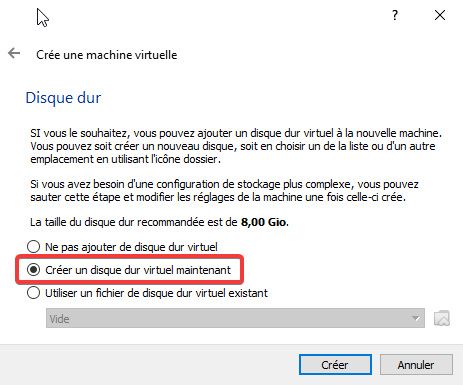 ?
Crée une machine virtuelle
Disque dur
SI vous le souhaitez, vous pouvez ajouter un disque dur virtuel à la nouvelle machine.
Vous pouvez soit créer un nouveau disque, soit en choisir un de la liste ou d'un autre
emplacement en utilisant l'icône dossier.
Si vous avez besoin d'une configuration de stockage plus complexe, vous pouvez
sauter cette étape et modifier les réglages de la machine une fois celle-ci crée.
La taille du disque dur recommandée est de 8,00 Gio.
Ne pas ajouter de disque dur virtuel
Créer un disque dur virtuel maintenant
Utiliser un fichier de disque dur virtuel existant
Vide
Créer
Annuler